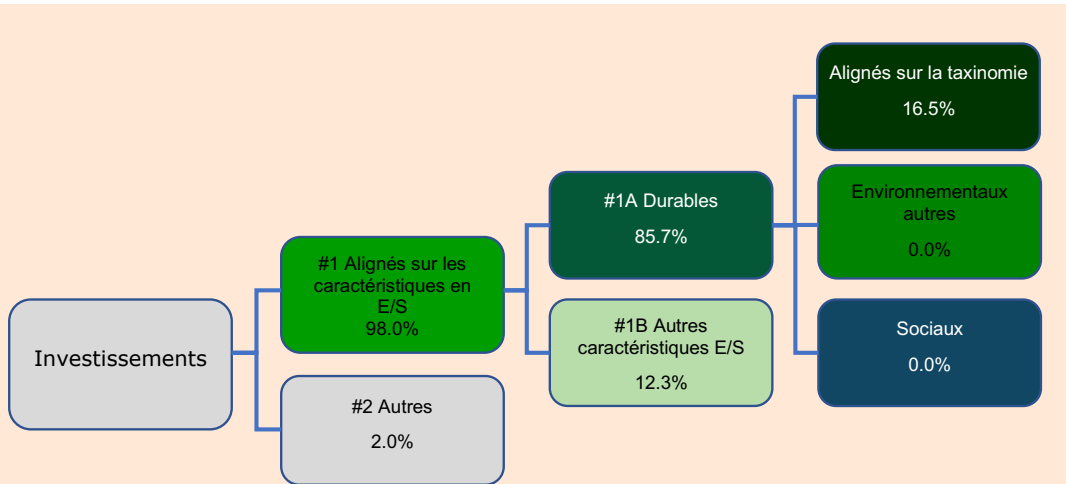 Investissements
#1 Alignés sur les
caractéristiques en
E/S
98.0%
#2 Autres
2.0%
#1A Durables
85.7%
#1B Autres
caractéristiques E/S
12.3%
Alignés sur la taxinomie
16.5%
Environnementaux
autres
0.0%
Sociaux
0.0%